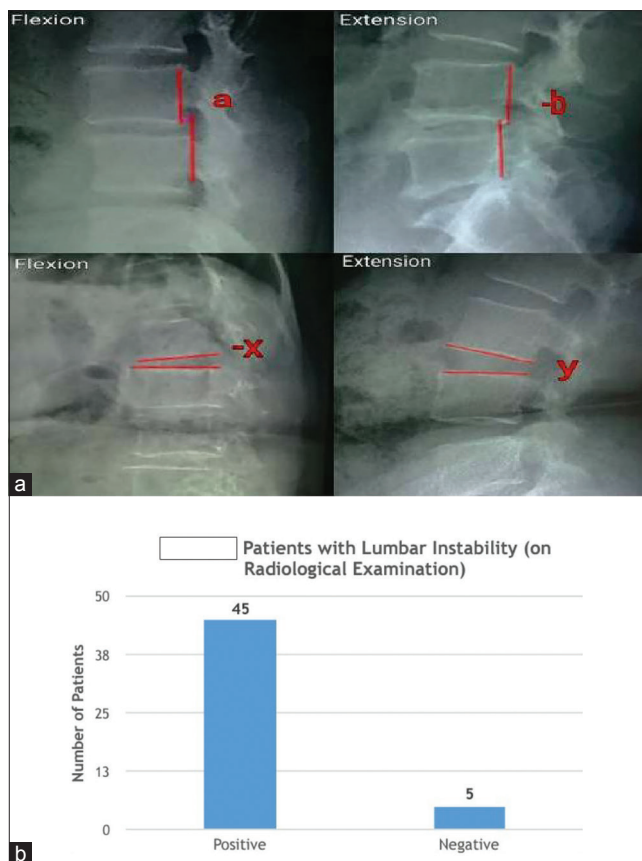 Flexion
Extension
a
-b
Flexion
Extension
-x
y
a
Patients with Lumbar Instability (on
Radiological Examination)
50
45
38
Number of Patients
25
13
5
0
Positive
Negative
b